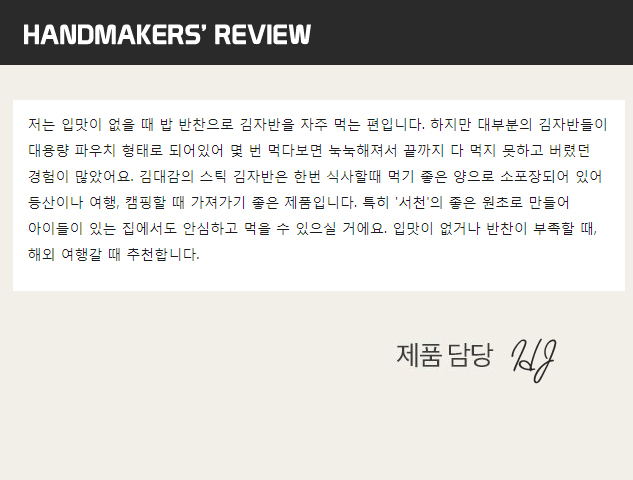 HANDMAKERS’ REVIEW
저는 입맛이 없을 때 밥 반찬으로 김자반을 자주 먹는 편입니다. 하지만 대부분의 김자반들이
대용량 파우치 형태로 되어있어 몇 번 먹다보면 눅눅해져서 끝까지 다 먹지 못하고 버렸던
경험이 많았어요. 김대감의 스틱 김자반은 한번 식사할때 먹기 좋은 양으로 소포장되어 있어
등산이나 여행, 캠핑할 때 가져가기 좋은 제품입니다. 특히 '서천'의 좋은 원초로 만들어
아이들이 있는 집에서도 안심하고 먹을 수 있으실 거에요. 입맛이 없거나 반찬이 부족할 때,
해외 여행갈 때 추천합니다.
제품 담당 HJ